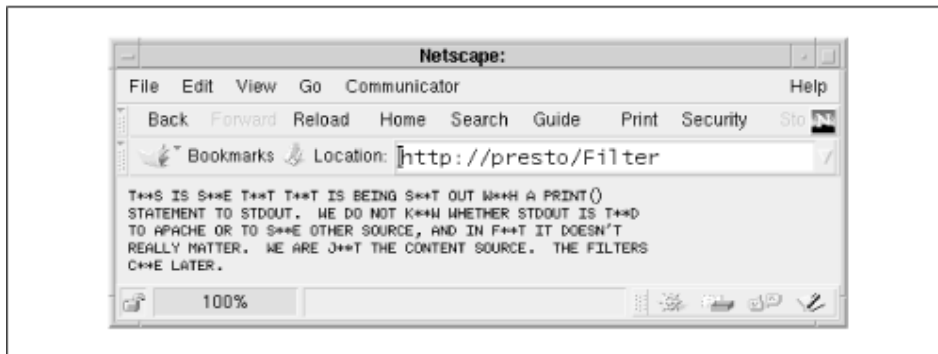 Netscape:
File Edit View Go Communicator Help
Back Forward Reload Home Search Guide Print Security Sto N
Bookmarks Location: http://presto/Filter
T**S IS S**E T**T T**T IS BEING S**T OUT W**H A PRINT()
STATEMENT TO STDOUT. WE DO NOT K**W WHETHER STDOUT IS T**D
TO APACHE OR TO S**E OTHER SOURCE, AND IN F**T IT DOESN'T
REALLY MATTER. WE ARE J**T THE CONTENT SOURCE. THE FILTERS
C**E LATER.
100%